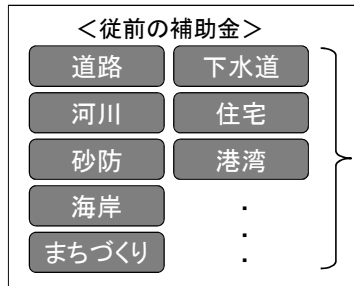 ＜従前の補助金＞
道路
下水道
河川
住宅
砂防
港湾
海岸
・
まちづくり
・
・